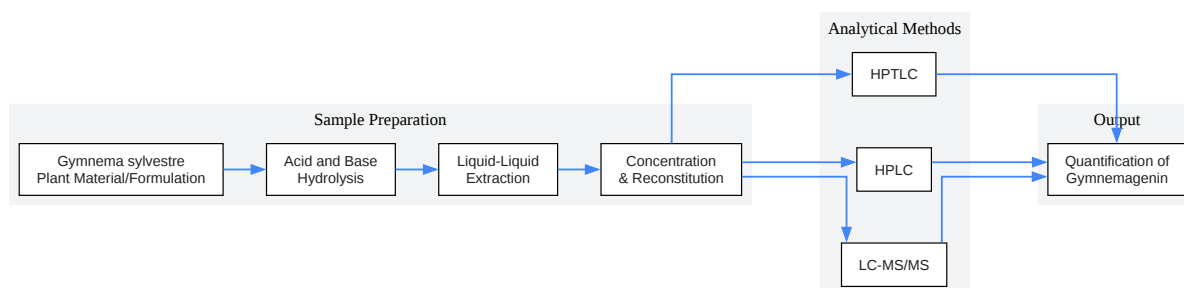 Analytical Methods
HPTLC
Sample Preparation
Output
Gymnema sylvestre
Plant Material/Formulation
Acid and Base
Hydrolysis
Liquid-Liquid
Extraction
Concentration
& Reconstitution
HPLC
Quantification of
Gymnemagenin
LC-MS/MS